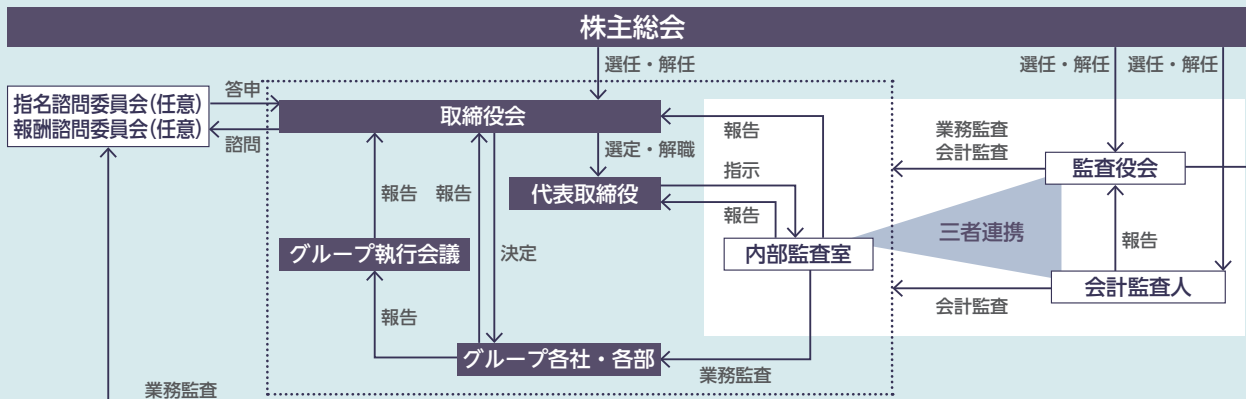 株主総会
選任・解任
選任・解任
選任・解任
答申
指名諮問委員会(任意)
報酬諮問委員会(任意)
諮問
取締役会
報告
業務監査
会計監査
選定・解職
指示
監査役会
代表取締役
報告
報告
報告
三者連携
報告
グループ執行会議
決定
内部監査室
会計監査人
会計監査
報告
グループ各社・各部
業務監査
業務監査